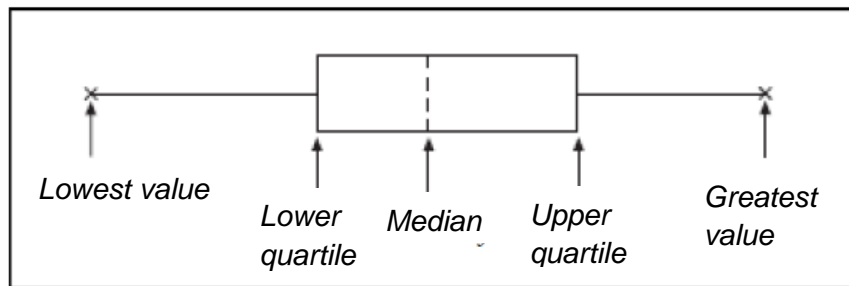 Lowest value
Lower
quartile
Median
Upper
quartile
Greatest
value